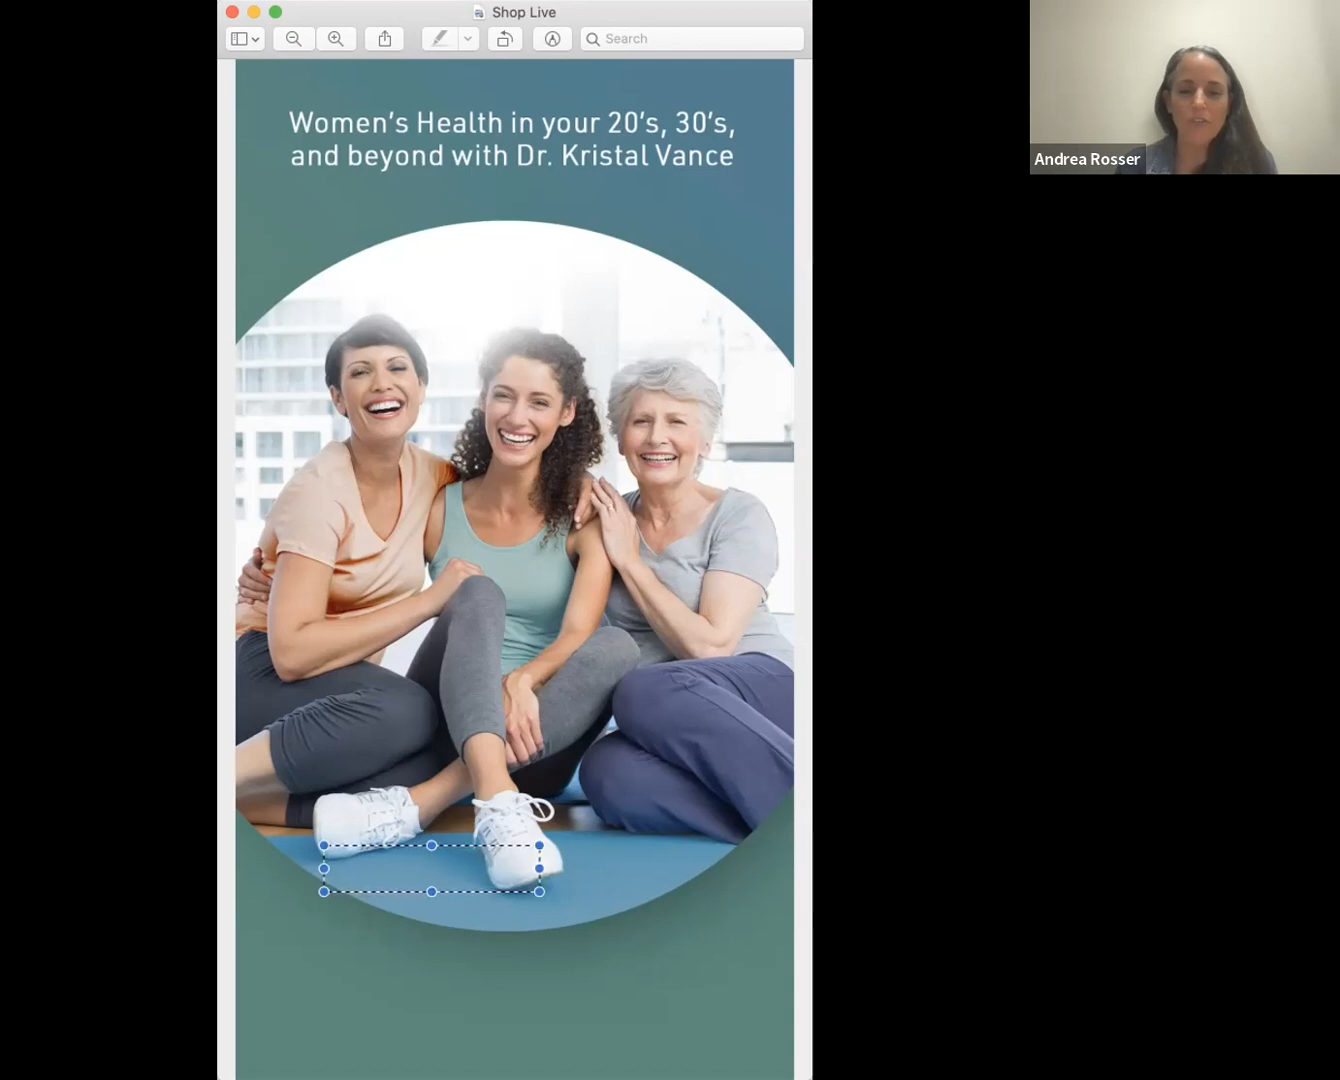 Shop Live
Search
Women's Health in your 20's, 30's,
and beyond with Dr. Kristal Vance
Andrea Rosser